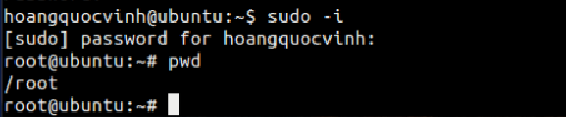 hoangquocvinh@ubuntu:~$ sudo -i
[sudo] password for hoangquocvinh:
root@ubuntu:~# pwd
/root
root@ubuntu:~#